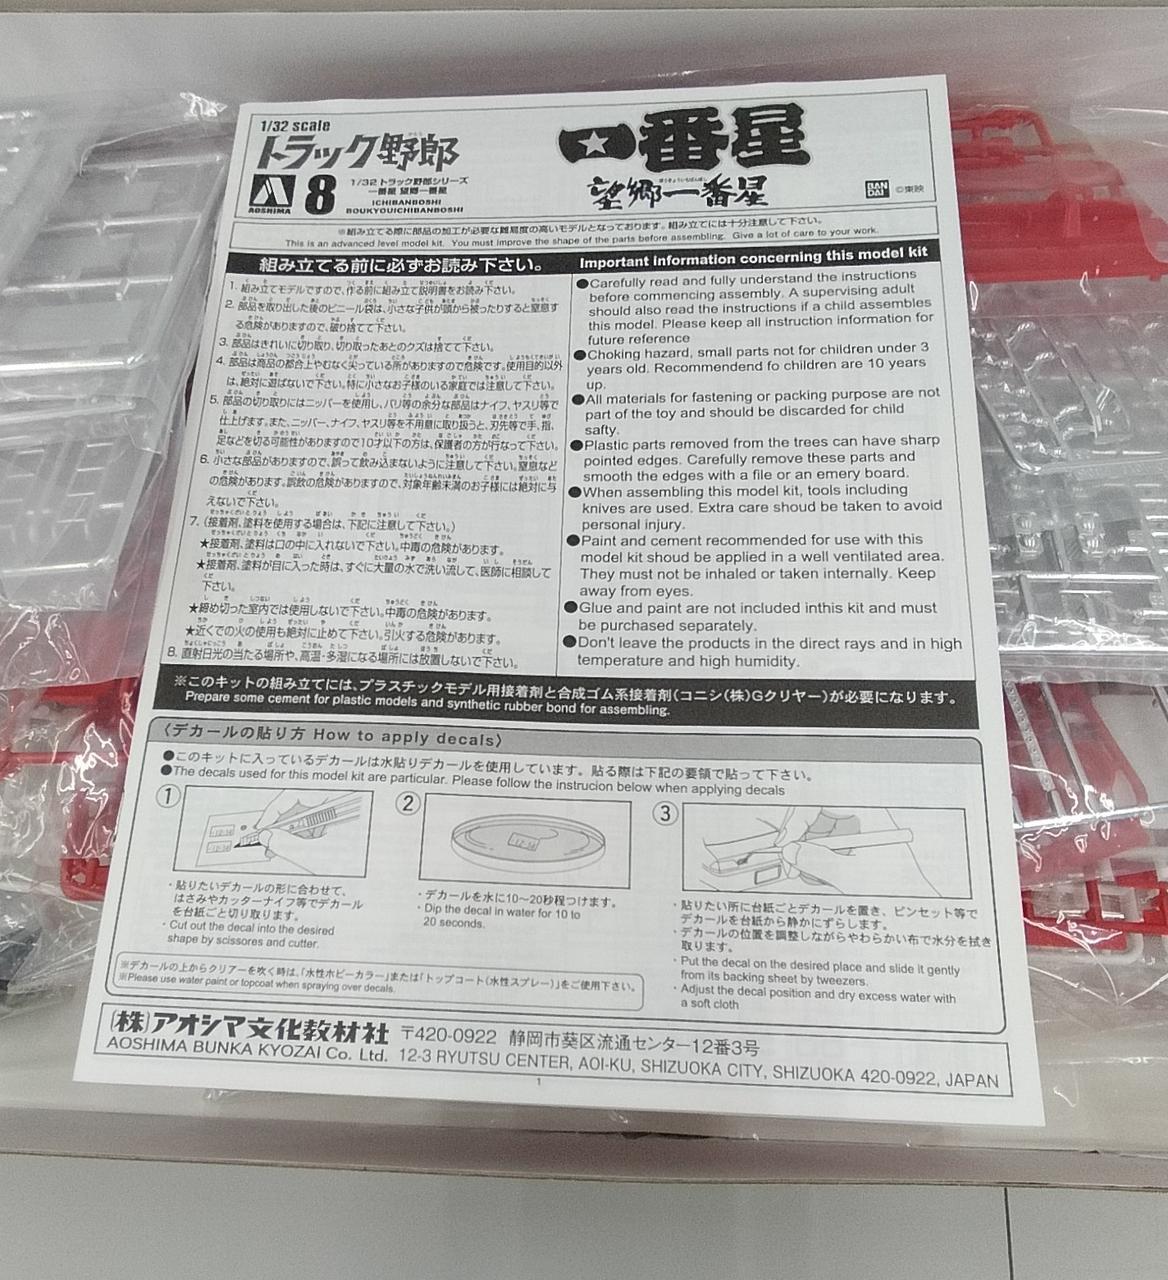 1/32 scale
トラック野郎
一番星
AOSHIMA
8
1/32 トラック野郎シリーズ
一番星 望郷一番星
ICHIBANBOSHI
BOUKYOUICHIBANBOSHI
望郷一番星
BAN
DAI
©東映
※組み立てる際に部品の加工が必要な難易度の高いモデルとなっております。組み立てには十分注意して下さい。
This is an advanced level model kit. You must improve the shape of the parts before assembling. Give a lot of care to your work.
組み立てる前に必ずお読み下さい。
1. 組み立てモデルですので、作る前に組み立て説明書をお読み下さい。
2. 部品を取り出した後のビニール袋は、小さな子供が頭から被ったりすると窒息す
る危険がありますので、破り捨てて下さい。
3. 部品はきれいに切り取り、切り取ったあとのクズは捨てて下さい。
4. 部品は商品の都合上やむなく尖っている所がありますので危険です。使用目的以外
は、絶対に遊ばないで下さい。特に小さなお子様のいる家庭では注意して下さい。
5. 部品の切り取りにはニッパーを使用し、バリ等の余分な部品はナイフ、ヤスリ等で
仕上げます。また、ニッパー、ナイフ、ヤスリ等を不用意に取り扱うと、刃先等で手、指、
足などを切る可能性がありますので10才以下の方は、保護者の方が行なって下さい。
6. 小さな部品がありますので、誤って飲み込まないように注意して下さい。窒息など
の危険があります。誤飲の危険がありますので、対象年齢未満のお子様には絶対に与
えないで下さい。
7. (接着剤、塗料を使用する場合は、下記に注意して下さい。)
★接着剤、塗料は口の中に入れないで下さい。中毒の危険があります。
★接着剤、塗料が目に入った時は、すぐに大量の水で洗い流して、医師に相談して
下さい。
★締め切った室内では使用しないで下さい。中毒の危険があります。
★近くでの火の使用も絶対に止めて下さい。引火する危険があります。
8. 直射日光の当たる場所や、高温・多湿になる場所には放置しないで下さい。
Important information concerning this model kit
●Carefully read and fully understand the instructions
before commencing assembly. A supervising adult
should also read the instructions if a child assembles
this model. Please keep all instruction information for
future reference
●Choking hazard, small parts not for children under 3
years old. Recommendend fo children are 10 years
up.
●All materials for fastening or packing purpose are not
part of the toy and should be discarded for child
safty.
●Plastic parts removed from the trees can have sharp
pointed edges. Carefully remove these parts and
smooth the edges with a file or an emery board.
●When assembling this model kit, tools including
knives are used. Extra care should be taken to avoid
personal injury.
●Paint and cement recommended for use with this
model kit shoud be applied in a well ventilated area.
They must not be inhaled or taken internally. Keep
away from eyes.
●Glue and paint are not included inthis kit and must
be purchased separately.
●Don't leave the products in the direct rays and in high
temperature and high humidity.
※このキットの組み立てには、プラスチックモデル用接着剤と合成ゴム系接着剤(コニシ(株)Gクリヤー)が必要になります。
Prepare some cement for plastic models and synthetic rubber bond for assembling.
〈デカールの貼り方 How to apply decals〉
●このキットに入っているデカールは水貼りデカールを使用しています。貼る際は下記の要領で貼って下さい。
●The decals used for this model kit are particular. Please follow the instrucion below when applying decals
①
・貼りたいデカールの形に合わせて、
はさみやカッターナイフ等でデカール
を台紙ごと切り取ります。
・Cut out the decal into the desired
shape by scissores and cutter.
②
・デカールを水に10〜20秒程つけます。
・Dip the decal in water for 10 to
20 seconds.
③
・貼りたい所に台紙ごとデカールを置き、ピンセット等で
デカールを台紙から静かにずらします。
・デカールの位置を調整しながらやわらかい布で水分を拭き
取ります。
・Put the decal on the desired place and slide it gently
from its backing sheet by tweezers.
・Adjust the decal position and dry excess water with
a soft cloth
※デカールの上からクリアーを吹く時は、「水性ホビーカラー」または「トップコート(水性スプレー)」をご使用下さい。
※Please use water paint or topcoat when spraying over decals.
(株)アオシマ文化教材社 〒420-0922 静岡市葵区流通センター12番3号
AOSHIMA BUNKA KYOZAI Co. Ltd. 12-3 RYUTSU CENTER, AOI-KU, SHIZUOKA CITY, SHIZUOKA 420-0922, JAPAN
1